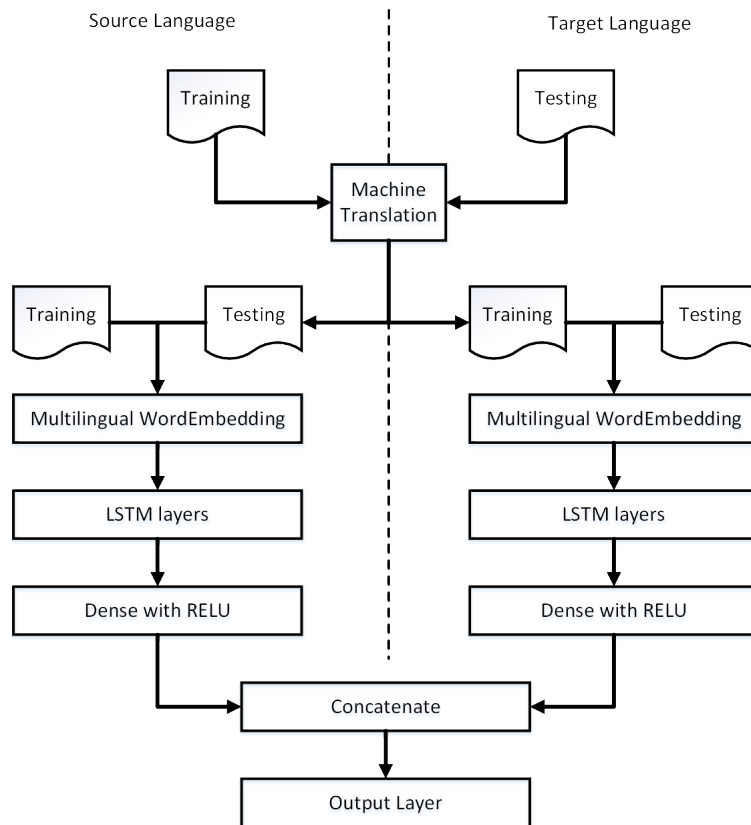 Source Language
Target Language
Training
Testing
Machine
Translation
Training
Testing
Training
Testing
Multilingual WordEmbedding
Multilingual WordEmbedding
LSTM layers
LSTM layers
Dense with RELU
Dense with RELU
Concatenate
Output Layer